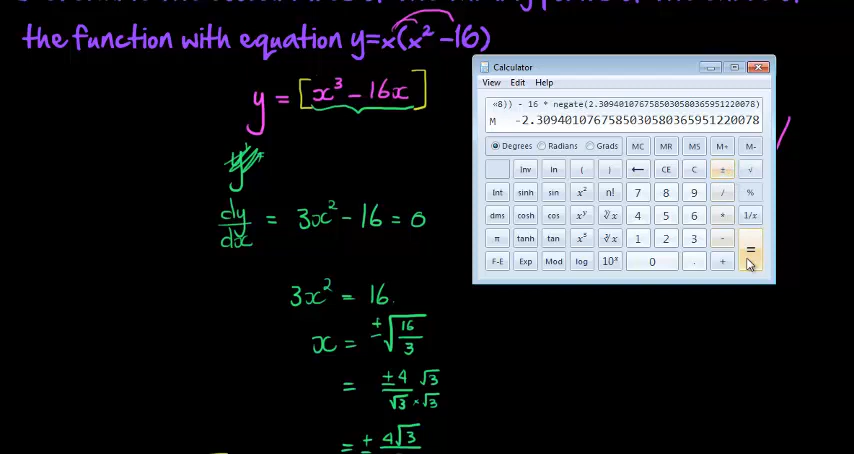 the function with equation y=x(x² -16)
y = [x³ - 16x]
dy/dx = 3x² - 16 = 0
3x² = 16.
x = ±√(16/3)
= ±4/√3 × √3/√3
= ± 4√3
Calculator
View Edit Help
«8)) - 16 * negate(2.3094010767585030580365951220078)
M -2.3094010767585030580365951220078
Degrees Radians Grads MC MR MS M+ M-
Inv ln ( ) ← CE C ± √
Int sinh sin x² n! 7 8 9 / %
dms cosh cos xʸ ʸ√x 4 5 6 * 1/x
π tanh tan x³ ³√x 1 2 3 - =
F-E Exp Mod log 10ˣ 0 . +